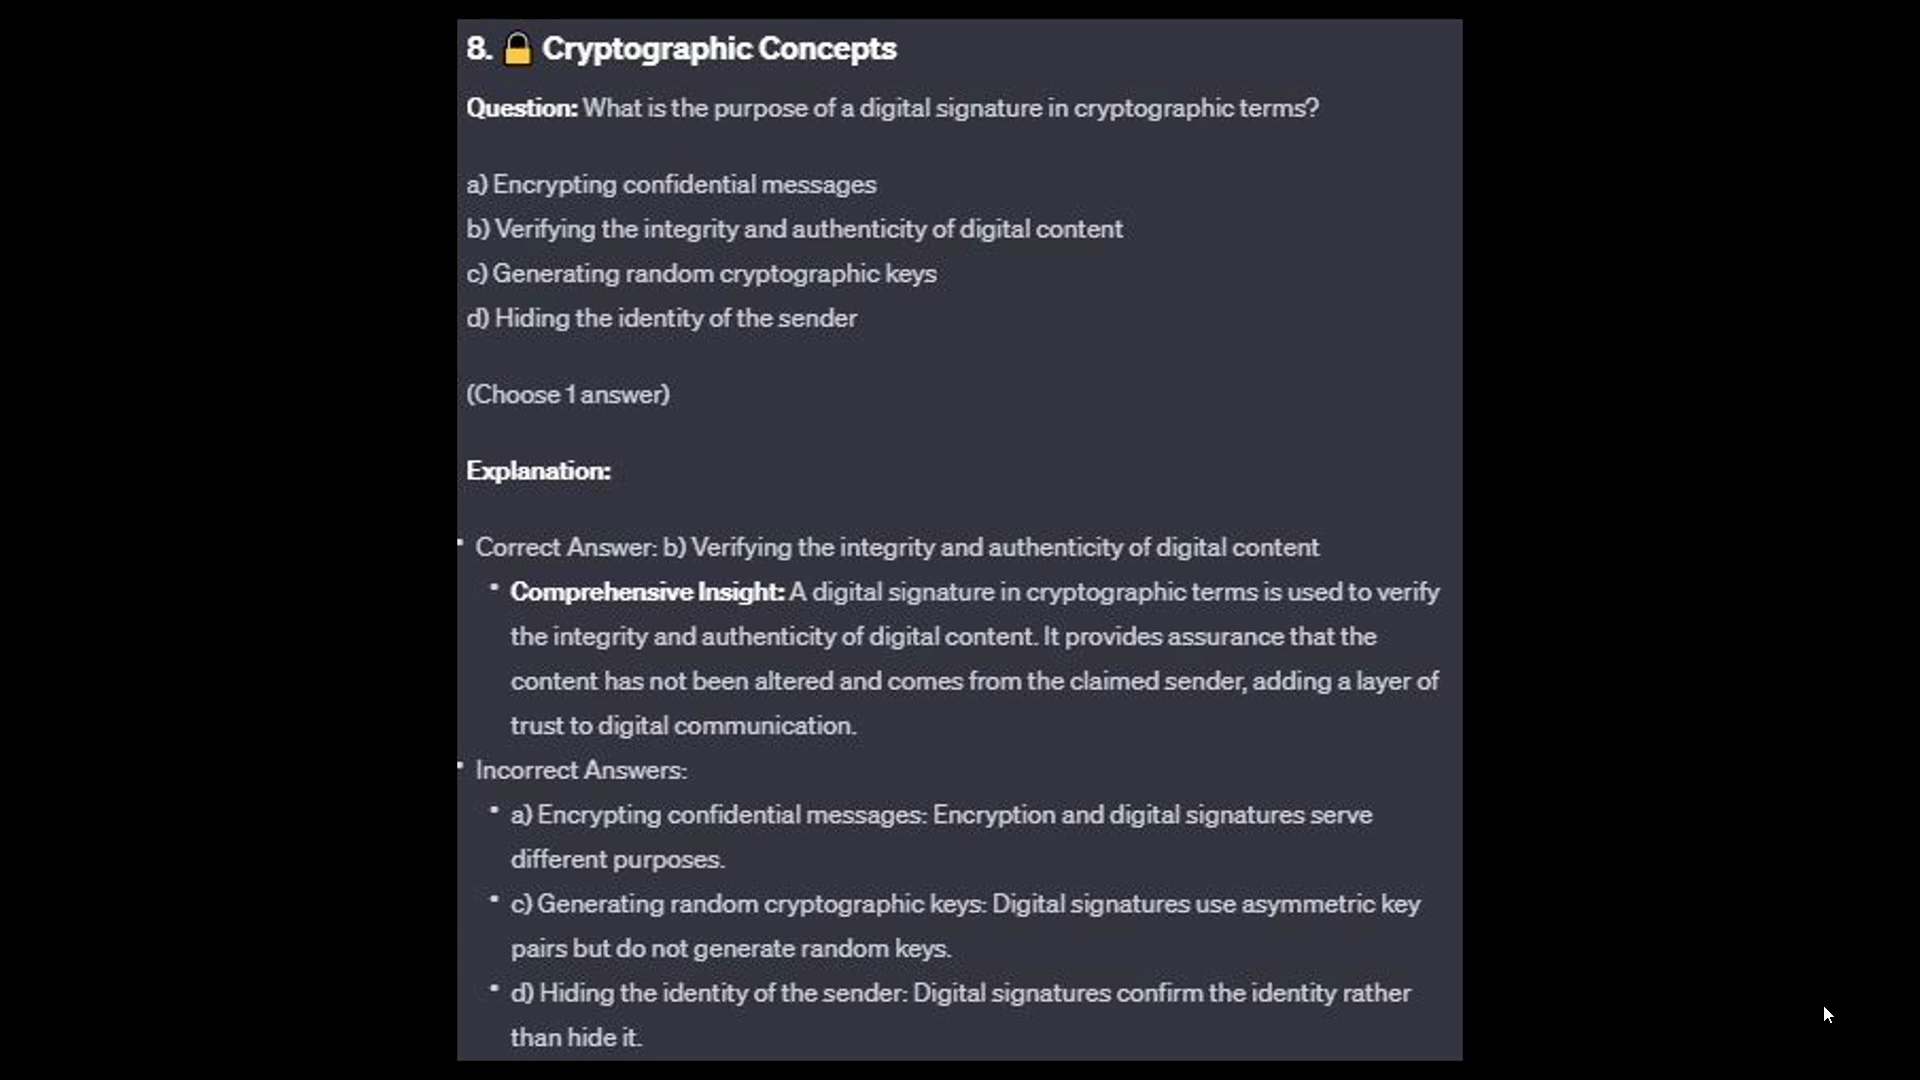 8. 🔒 Cryptographic Concepts
Question: What is the purpose of a digital signature in cryptographic terms?
a) Encrypting confidential messages
b) Verifying the integrity and authenticity of digital content
c) Generating random cryptographic keys
d) Hiding the identity of the sender
(Choose 1 answer)
Explanation:
• Correct Answer: b) Verifying the integrity and authenticity of digital content
• Comprehensive Insight: A digital signature in cryptographic terms is used to verify
the integrity and authenticity of digital content. It provides assurance that the
content has not been altered and comes from the claimed sender, adding a layer of
trust to digital communication.
• Incorrect Answers:
• a) Encrypting confidential messages: Encryption and digital signatures serve
different purposes.
• c) Generating random cryptographic keys: Digital signatures use asymmetric key
pairs but do not generate random keys.
• d) Hiding the identity of the sender: Digital signatures confirm the identity rather
than hide it.